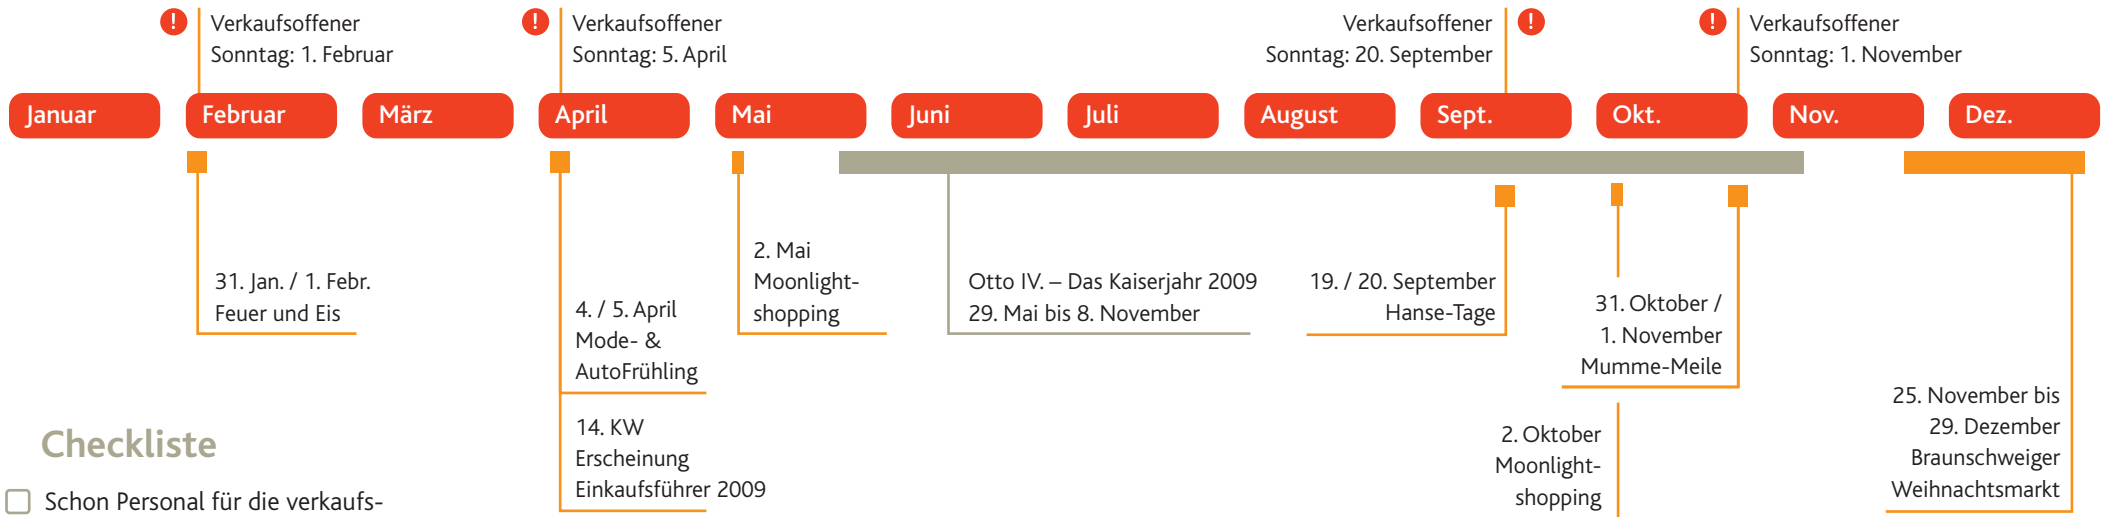 !
Verkaufsoffener
Sonntag: 1. Februar
!
Verkaufsoffener
Sonntag: 5. April
Verkaufsoffener
Sonntag: 20. September
!
!
Verkaufsoffener
Sonntag: 1. November
Januar
Februar
März
April
Mai
Juni
Juli
August
Sept.
Okt.
Nov.
Dez.
31. Jan. / 1. Febr.
Feuer und Eis
4. / 5. April
Mode- &
AutoFrühling
14. KW
Erscheinung
Einkaufsführer 2009
2. Mai
Moonlight-
shopping
Otto IV. – Das Kaiserjahr 2009
29. Mai bis 8. November
19. / 20. September
Hanse-Tage
31. Oktober /
1. November
Mumme-Meile
2. Oktober
Moonlight-
shopping
25. November bis
29. Dezember
Braunschweiger
Weihnachtsmarkt
Checkliste
Schon Personal für die verkaufs-